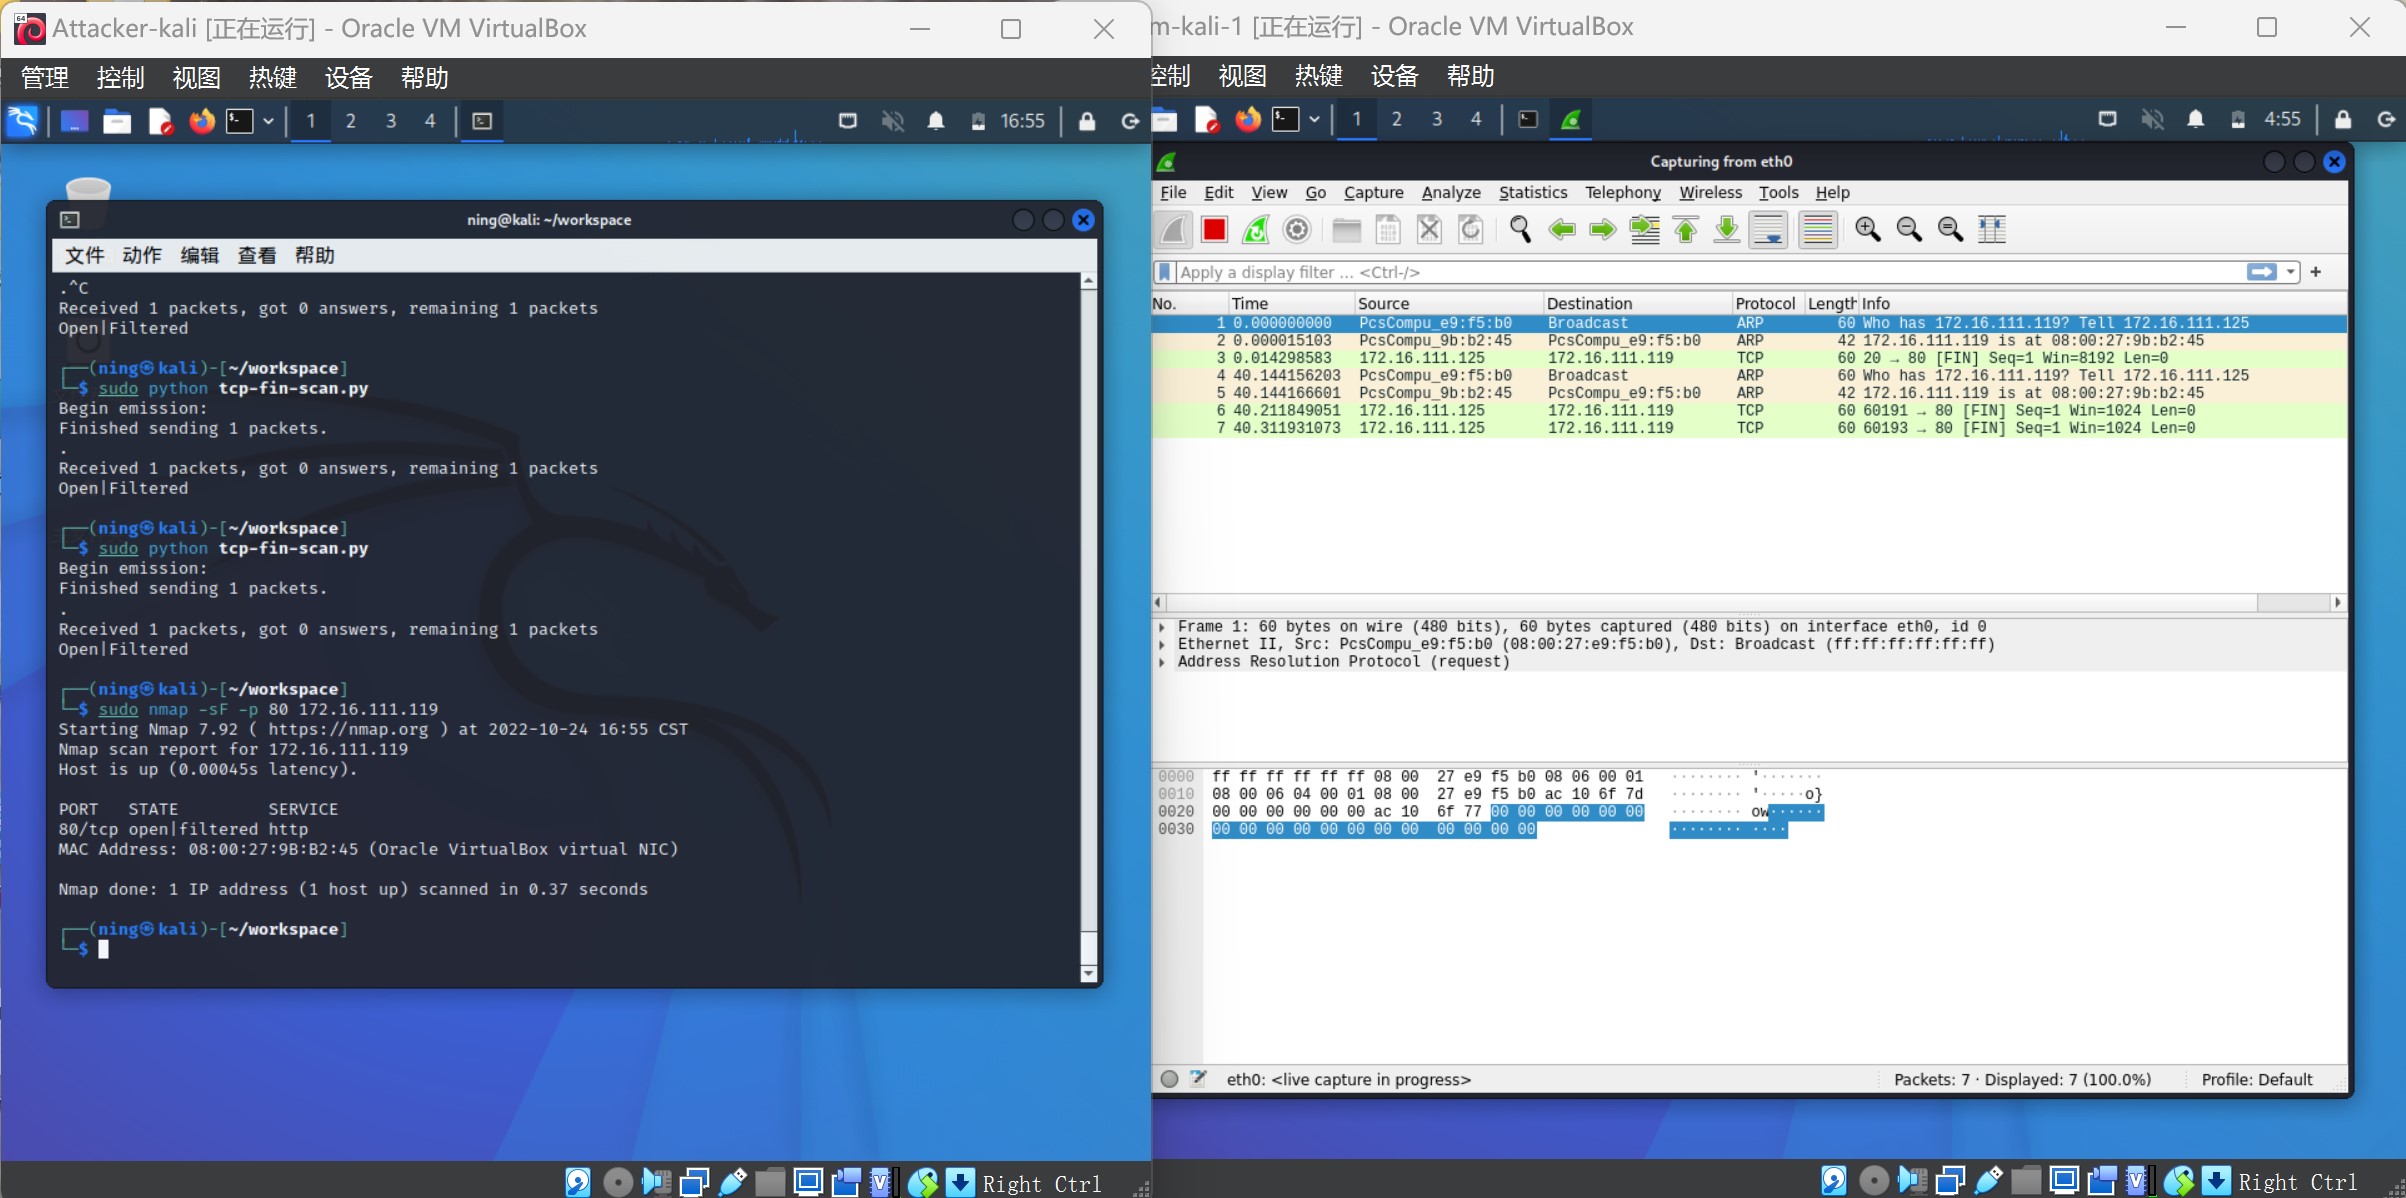 Attacker-kali [正在运行] - Oracle VM VirtualBox
管理 控制 视图 热键 设备 帮助
1 2 3 4 16:55
ning@kali: ~/workspace
文件 动作 编辑 查看 帮助
.^C
Received 1 packets, got 0 answers, remaining 1 packets
Open|Filtered
┌──(ning㉿kali)-[~/workspace]
└─$ sudo python tcp-fin-scan.py
Begin emission:
Finished sending 1 packets.
.
Received 1 packets, got 0 answers, remaining 1 packets
Open|Filtered
┌──(ning㉿kali)-[~/workspace]
└─$ sudo python tcp-fin-scan.py
Begin emission:
Finished sending 1 packets.
.
Received 1 packets, got 0 answers, remaining 1 packets
Open|Filtered
┌──(ning㉿kali)-[~/workspace]
└─$ sudo nmap -sF -p 80 172.16.111.119
Starting Nmap 7.92 ( https://nmap.org ) at 2022-10-24 16:55 CST
Nmap scan report for 172.16.111.119
Host is up (0.00045s latency).
PORT STATE SERVICE
80/tcp open|filtered http
MAC Address: 08:00:27:9B:B2:45 (Oracle VirtualBox virtual NIC)
Nmap done: 1 IP address (1 host up) scanned in 0.37 seconds
┌──(ning㉿kali)-[~/workspace]
└─$
Right Ctrl
m-kali-1 [正在运行] - Oracle VM VirtualBox
控制 视图 热键 设备 帮助
1 2 3 4 4:55
Capturing from eth0
File Edit View Go Capture Analyze Statistics Telephony Wireless Tools Help
Apply a display filter ... <Ctrl-/>
No. Time Source Destination Protocol Length Info
1 0.000000000 PcsCompu_e9:f5:b0 Broadcast ARP 60 Who has 172.16.111.119? Tell 172.16.111.125
2 0.000015103 PcsCompu_9b:b2:45 PcsCompu_e9:f5:b0 ARP 42 172.16.111.119 is at 08:00:27:9b:b2:45
3 0.014298583 172.16.111.125 172.16.111.119 TCP 60 20 → 80 [FIN] Seq=1 Win=8192 Len=0
4 40.144156203 PcsCompu_e9:f5:b0 Broadcast ARP 60 Who has 172.16.111.119? Tell 172.16.111.125
5 40.144166601 PcsCompu_9b:b2:45 PcsCompu_e9:f5:b0 ARP 42 172.16.111.119 is at 08:00:27:9b:b2:45
6 40.211849051 172.16.111.125 172.16.111.119 TCP 60 60191 → 80 [FIN] Seq=1 Win=1024 Len=0
7 40.311931073 172.16.111.125 172.16.111.119 TCP 60 60193 → 80 [FIN] Seq=1 Win=1024 Len=0
Frame 1: 60 bytes on wire (480 bits), 60 bytes captured (480 bits) on interface eth0, id 0
Ethernet II, Src: PcsCompu_e9:f5:b0 (08:00:27:e9:f5:b0), Dst: Broadcast (ff:ff:ff:ff:ff:ff)
Address Resolution Protocol (request)
0000 ff ff ff ff ff ff 08 00 27 e9 f5 b0 08 06 00 01 ········ '·······
0010 08 00 06 04 00 01 08 00 27 e9 f5 b0 ac 10 6f 7d ········ '·····o}
0020 00 00 00 00 00 00 ac 10 6f 77 00 00 00 00 00 00 ········ ow······
0030 00 00 00 00 00 00 00 00 00 00 00 00 ········ ····
eth0: <live capture in progress> Packets: 7 · Displayed: 7 (100.0%) Profile: Default
Right Ctrl